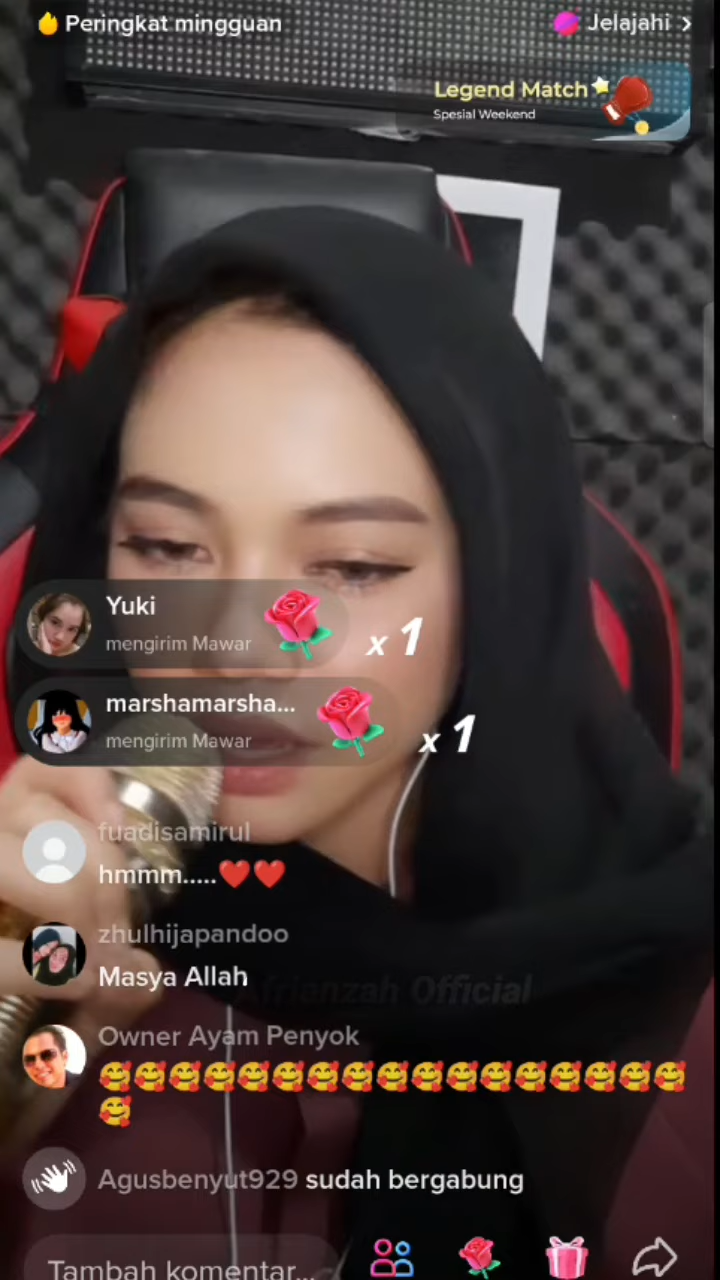 Peringkat mingguan
Jelajahi >
Legend Match
Spesial Weekend
Yuki
mengirim Mawar
x 1
marshamarsha...
mengirim Mawar
x 1
fuadisamirul
hmmm.....❤️❤️
zhulhijapandoo
Masya Allah
Afrianzah Official
Owner Ayam Penyok
🥰🥰🥰🥰🥰🥰🥰🥰🥰🥰🥰🥰🥰🥰🥰🥰🥰
🥰
Agusbenyut929 sudah bergabung
Tambah komentar...